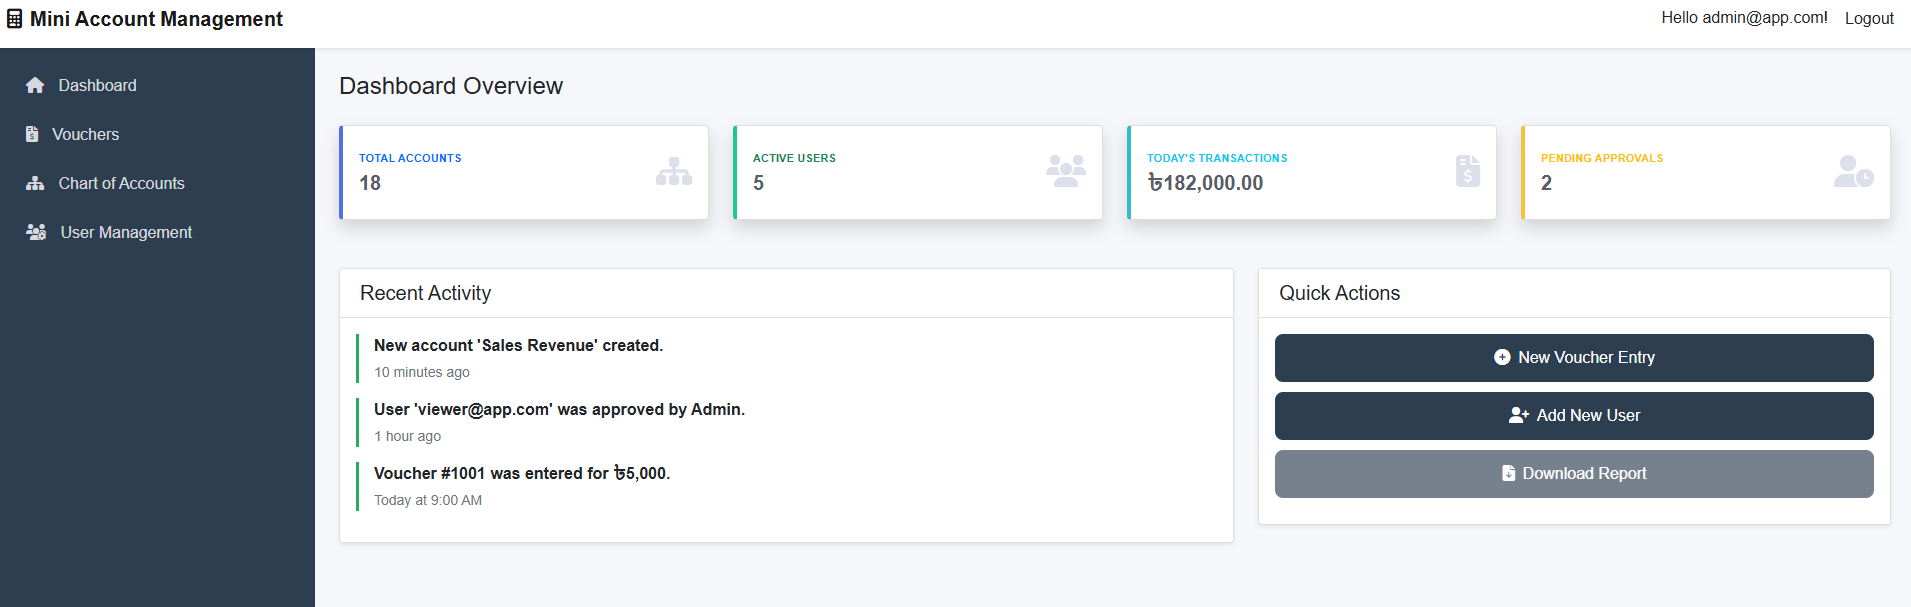 Mini Account Management
Hello admin@app.com! Logout
Dashboard
Vouchers
Chart of Accounts
User Management
Dashboard Overview
TOTAL ACCOUNTS
18
ACTIVE USERS
5
TODAY'S TRANSACTIONS
৳182,000.00
PENDING APPROVALS
2
Recent Activity
New account 'Sales Revenue' created.
10 minutes ago
User 'viewer@app.com' was approved by Admin.
1 hour ago
Voucher #1001 was entered for ৳5,000.
Today at 9:00 AM
Quick Actions
New Voucher Entry
Add New User
Download Report